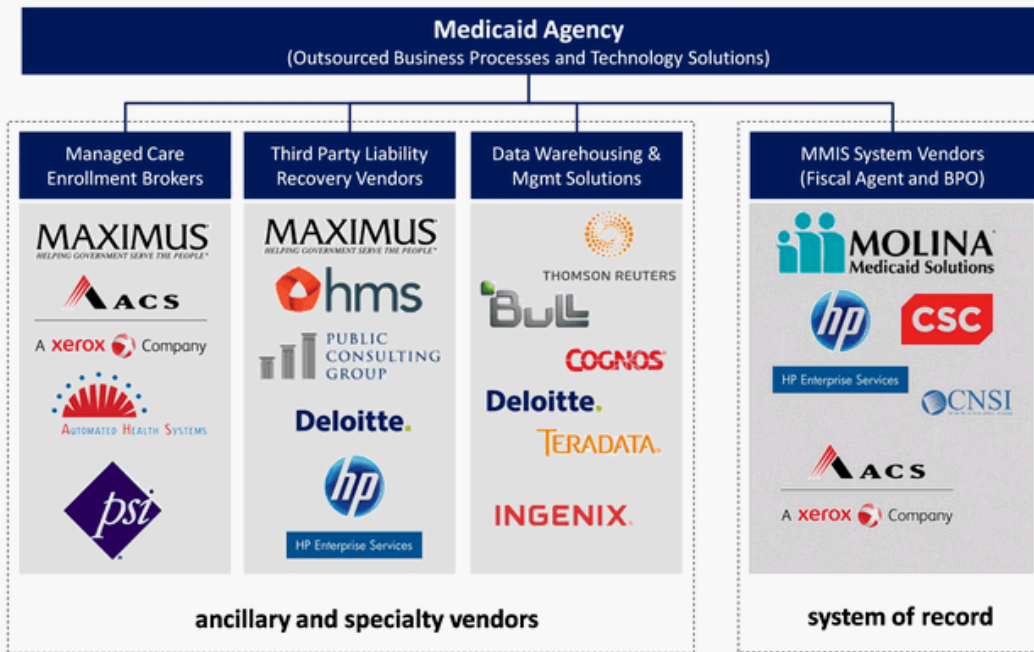 Medicaid Agency
(Outsourced Business Processes and Technology Solutions)
Managed Care
Enrollment Brokers
MAXIMUS
HELPING GOVERNMENT SERVE THE PEOPLE
ACS
A xerox Company
AUTOMATED HEALTH SYSTEMS
psi
Third Party Liability
Recovery Vendors
MAXIMUS
HELPING GOVERNMENT SERVE THE PEOPLE
hms
PUBLIC
CONSULTING
GROUP
Deloitte.
hp
HP Enterprise Services
Data Warehousing &
Mgmt Solutions
THOMSON REUTERS
BULL
COGNOS
Deloitte.
TERADATA
INGENIX
ancillary and specialty vendors
MMIS System Vendors
(Fiscal Agent and BPO)
MOLINA
Medicaid Solutions
hp
CSC
HP Enterprise Services
CNSI
ACS
A xerox Company
system of record